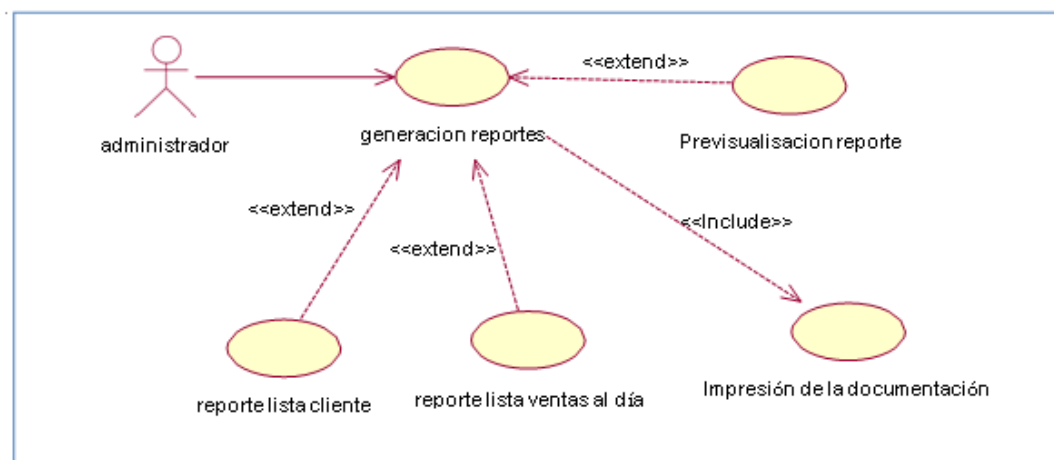 <<extend>>
administrador
generacion reportes
Previsualisacion reporte
<<extend>>
<<Include>>
<<extend>>
reporte lista cliente
reporte lista ventas al día
Impresión de la documentación